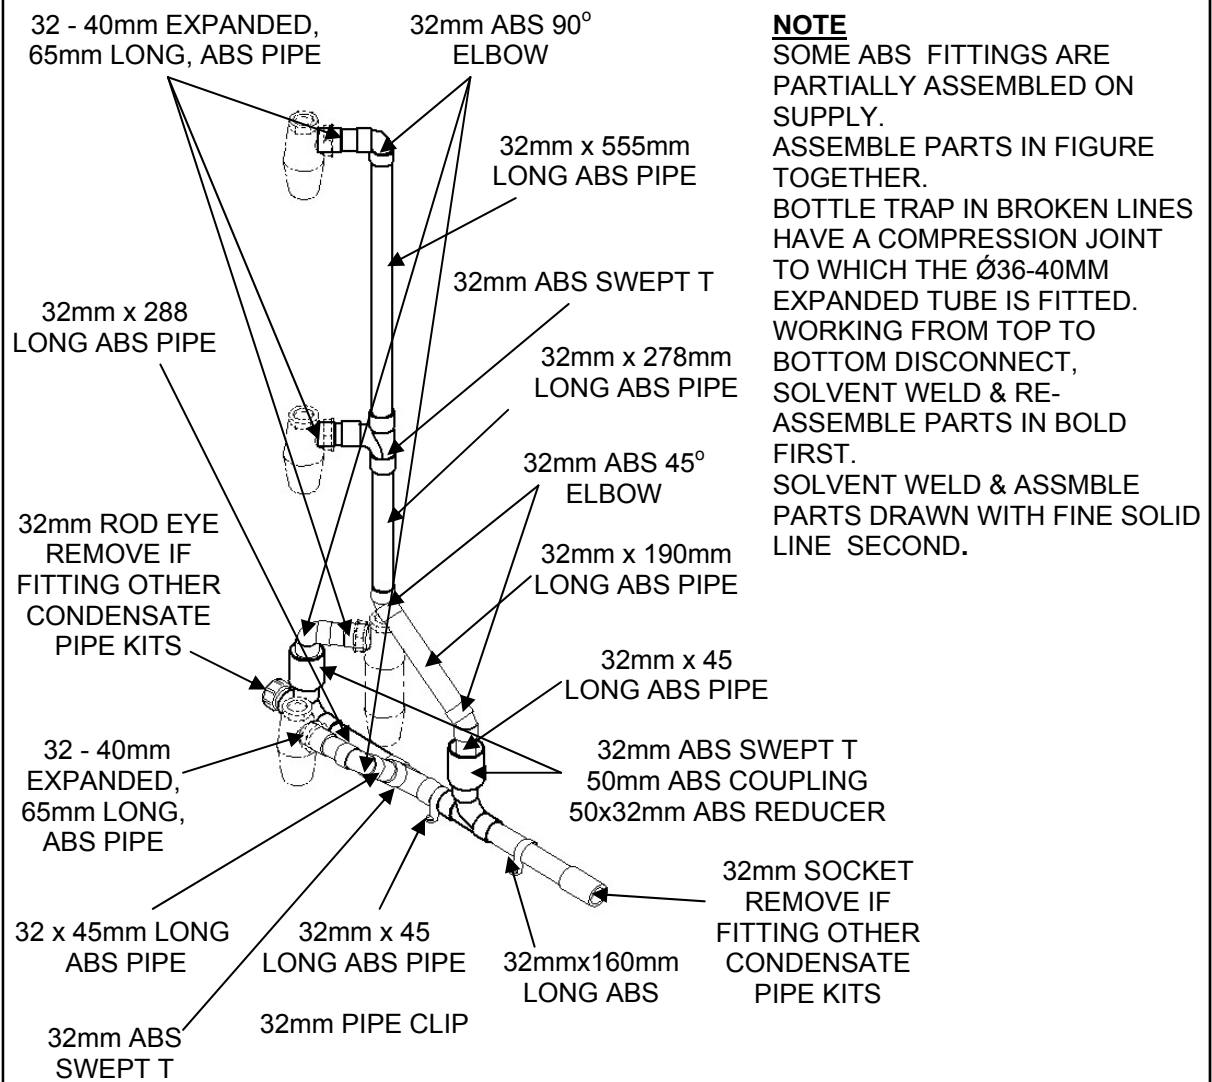 32 - 40mm EXPANDED,
65mm LONG, ABS PIPE
32mm ABS 90°
ELBOW
32mm x 555mm
LONG ABS PIPE
32mm ABS SWEPT T
32mm x 288
LONG ABS PIPE
32mm x 278mm
LONG ABS PIPE
32mm ABS 45°
ELBOW
32mm ROD EYE
REMOVE IF
FITTING OTHER
CONDENSATE
PIPE KITS
32mm x 190mm
LONG ABS PIPE
32mm x 45
LONG ABS PIPE
32 - 40mm
EXPANDED,
65mm LONG,
ABS PIPE
32mm ABS SWEPT T
50mm ABS COUPLING
50x32mm ABS REDUCER
32mm SOCKET
REMOVE IF
FITTING OTHER
CONDENSATE
PIPE KITS
32 x 45mm LONG
ABS PIPE
32mm x 45
LONG ABS PIPE
32mmx160mm
LONG ABS
32mm PIPE CLIP
32mm ABS
SWEPT T
NOTE
SOME ABS FITTINGS ARE
PARTIALLY ASSEMBLED ON
SUPPLY.
ASSEMBLE PARTS IN FIGURE
TOGETHER.
BOTTLE TRAP IN BROKEN LINES
HAVE A COMPRESSION JOINT
TO WHICH THE Ø36-40MM
EXPANDED TUBE IS FITTED.
WORKING FROM TOP TO
BOTTOM DISCONNECT,
SOLVENT WELD & RE-
ASSEMBLE PARTS IN BOLD
FIRST.
SOLVENT WELD & ASSMBLE
PARTS DRAWN WITH FINE SOLID
LINE SECOND.